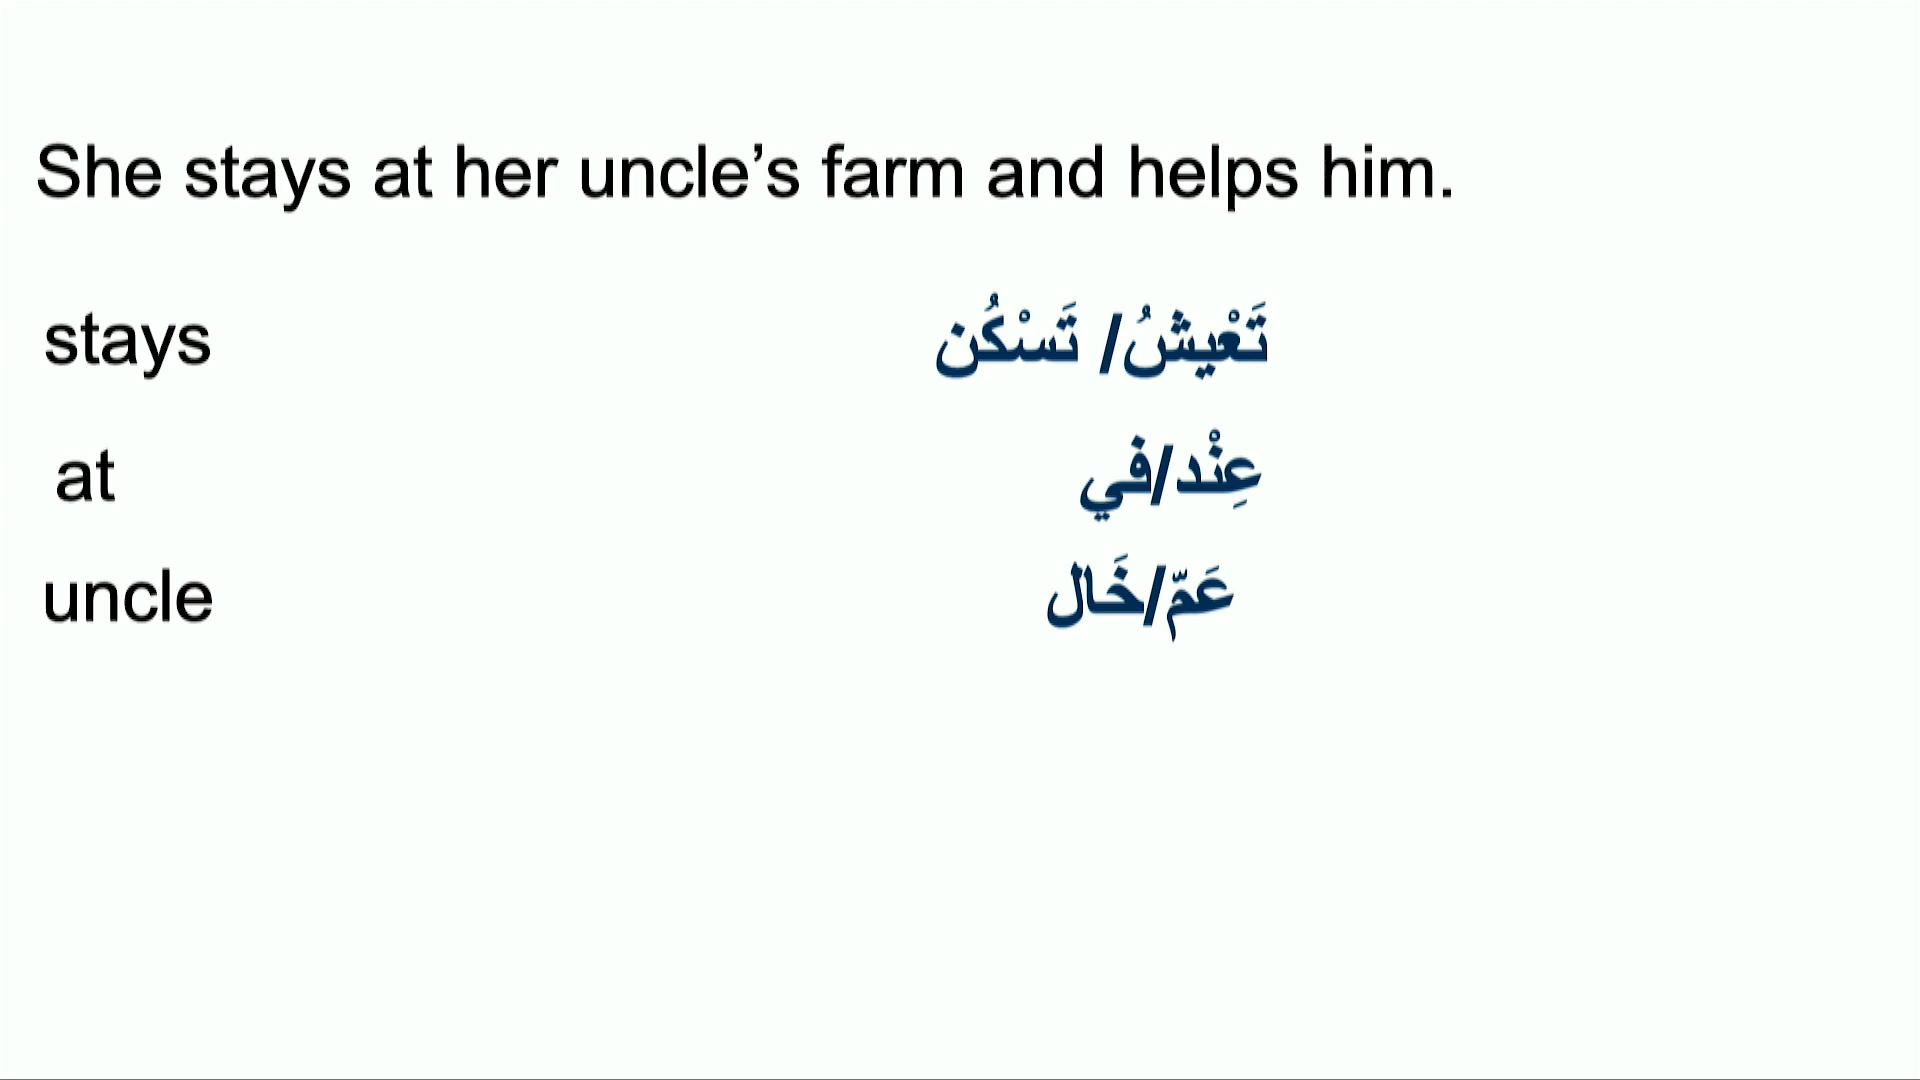 She stays at her uncle’s farm and helps him.
stays تَعْيشُ/ تَسْكُن
at عِنْد/في
uncle عَمّ/خَال